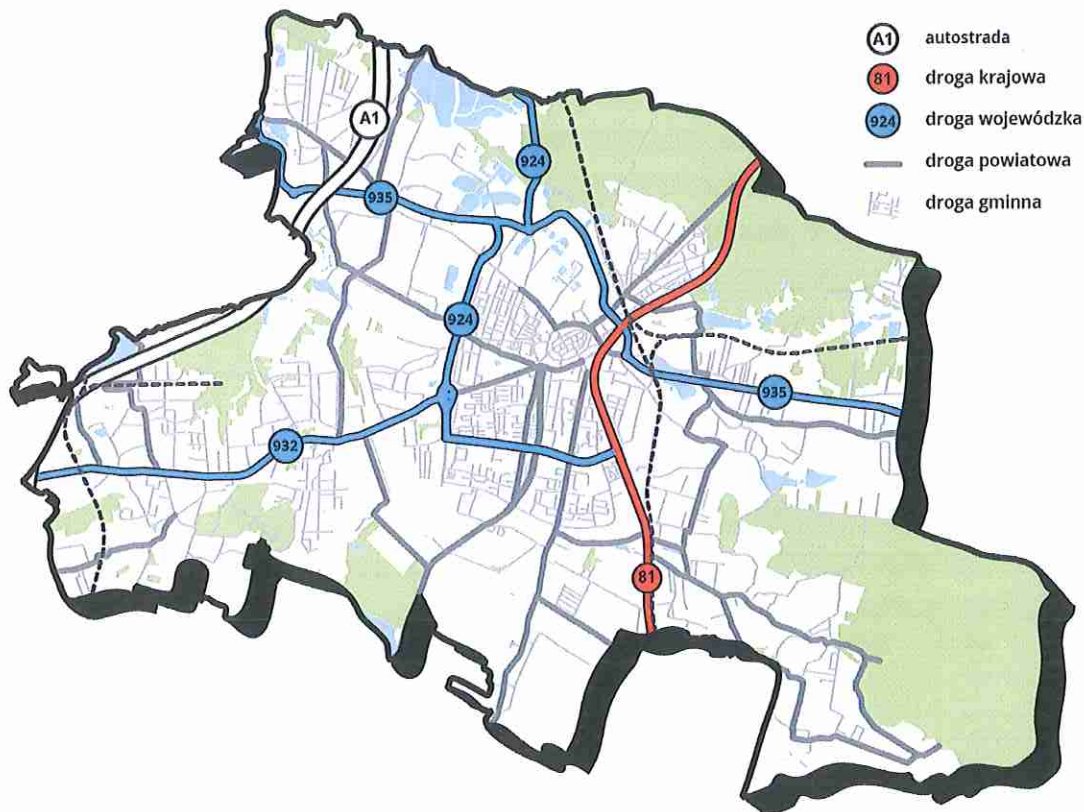 A1 autostrada
81 droga krajowa
924 droga wojewódzka
droga powiatowa
droga gminna
A1
924
935
924
935
932
81